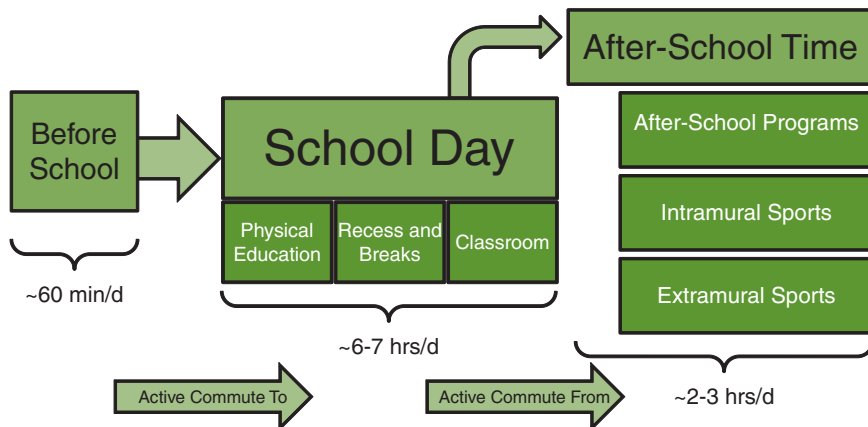 After-School Time
Before
School
School Day
After-School Programs
Physical
Education
Recess and
Breaks
Classroom
Intramural Sports
Extramural Sports
~60 min/d
~6-7 hrs/d
~2-3 hrs/d
Active Commute To
Active Commute From